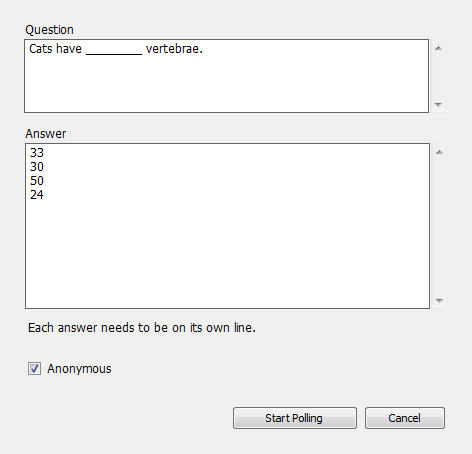 Question
Cats have _________ vertebrae.
Answer
33
30
50
24
Each answer needs to be on its own line.
Anonymous
Start Polling Cancel